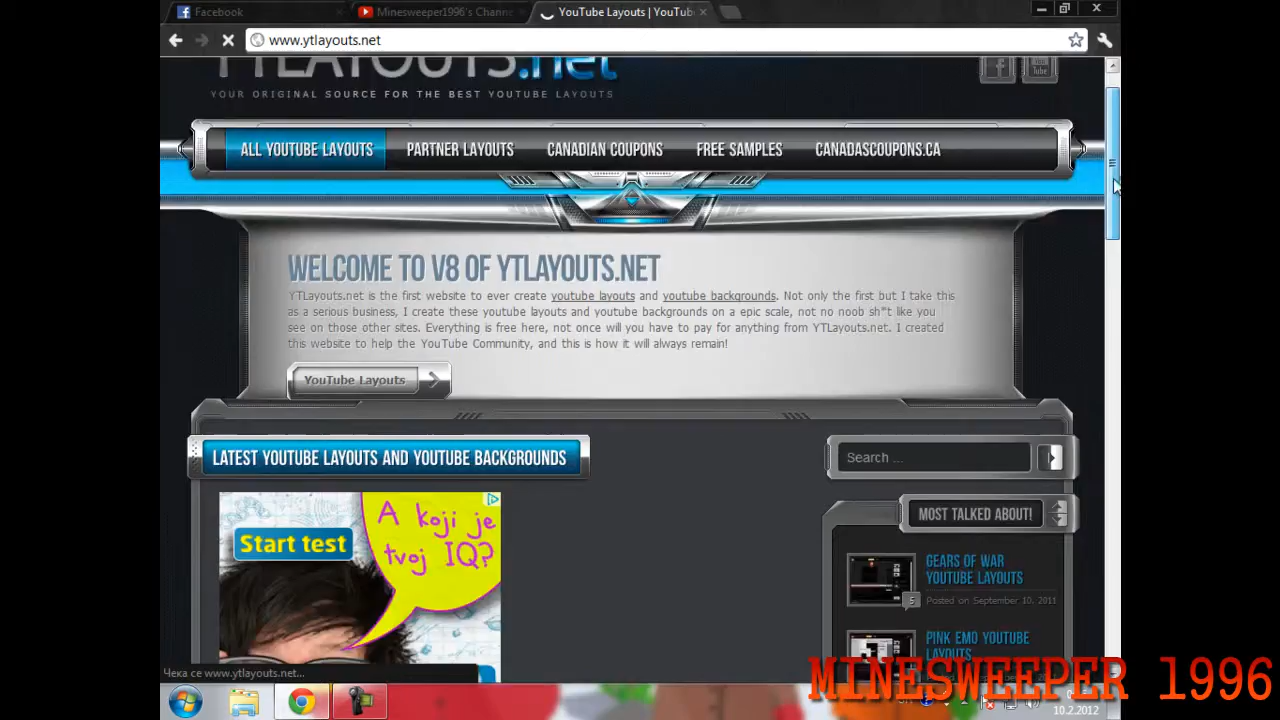 Facebook
Minesweeper1996's Channe
YouTube Layouts | YouTub
www.ytlayouts.net
YTLAYOUTS.net
YOUR ORIGINAL SOURCE FOR THE BEST YOUTUBE LAYOUTS
You Tube
ALL YOUTUBE LAYOUTS PARTNER LAYOUTS CANADIAN COUPONS FREE SAMPLES CANADASCOUPONS.CA
WELCOME TO V8 OF YTLAYOUTS.NET
YTLayouts.net is the first website to ever create youtube layouts and youtube backgrounds. Not only the first but I take this
as a serious business, I create these youtube layouts and youtube backgrounds on a epic scale, not no noob sh*t like you
see on those other sites. Everything is free here, not once will you have to pay for anything from YTLayouts.net. I created
this website to help the YouTube Community, and this is how it will always remain!
YouTube Layouts
LATEST YOUTUBE LAYOUTS AND YOUTUBE BACKGROUNDS
Search ...
A koji je
tvoj IQ?
Start test
MOST TALKED ABOUT!
GEARS OF WAR
YOUTUBE LAYOUTS
5
Posted on September 10, 2011
PINK EMO YOUTUBE
LAYOUTS
Чека се www.ytlayouts.net...
MINESWEEPER 1996
10.2.2012